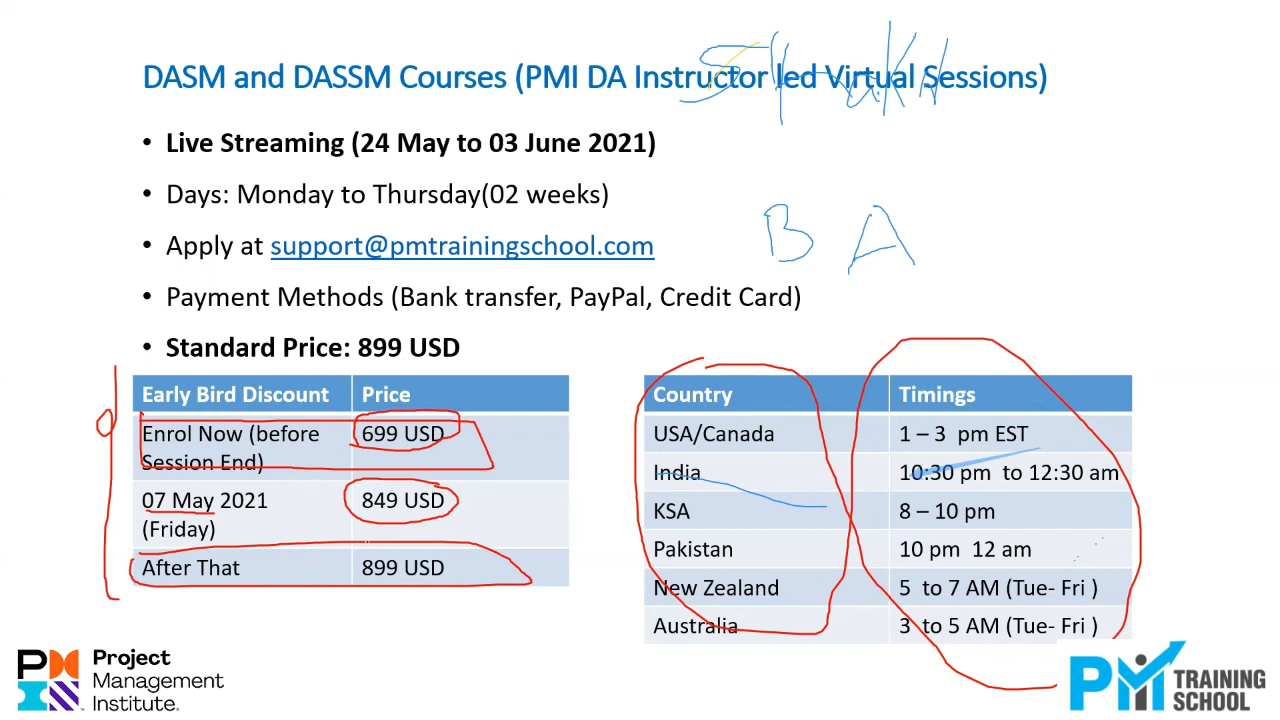 DASM and DASSM Courses (PMI DA Instructor led Virtual Sessions)
• Live Streaming (24 May to 03 June 2021)
• Days: Monday to Thursday(02 weeks)
• Apply at support@pmtrainingschool.com
B A
• Payment Methods (Bank transfer, PayPal, Credit Card)
• Standard Price: 899 USD
Early Bird Discount Price
Enrol Now (before Session End) 699 USD
07 May 2021 (Friday) 849 USD
After That 899 USD
Country Timings
USA/Canada 1 – 3 pm EST
India 10:30 pm to 12:30 am
KSA 8 – 10 pm
Pakistan 10 pm 12 am
New Zealand 5 to 7 AM (Tue- Fri )
Australia 3 to 5 AM (Tue- Fri )
PMI
Project
Management
Institute.
PM TRAINING
SCHOOL